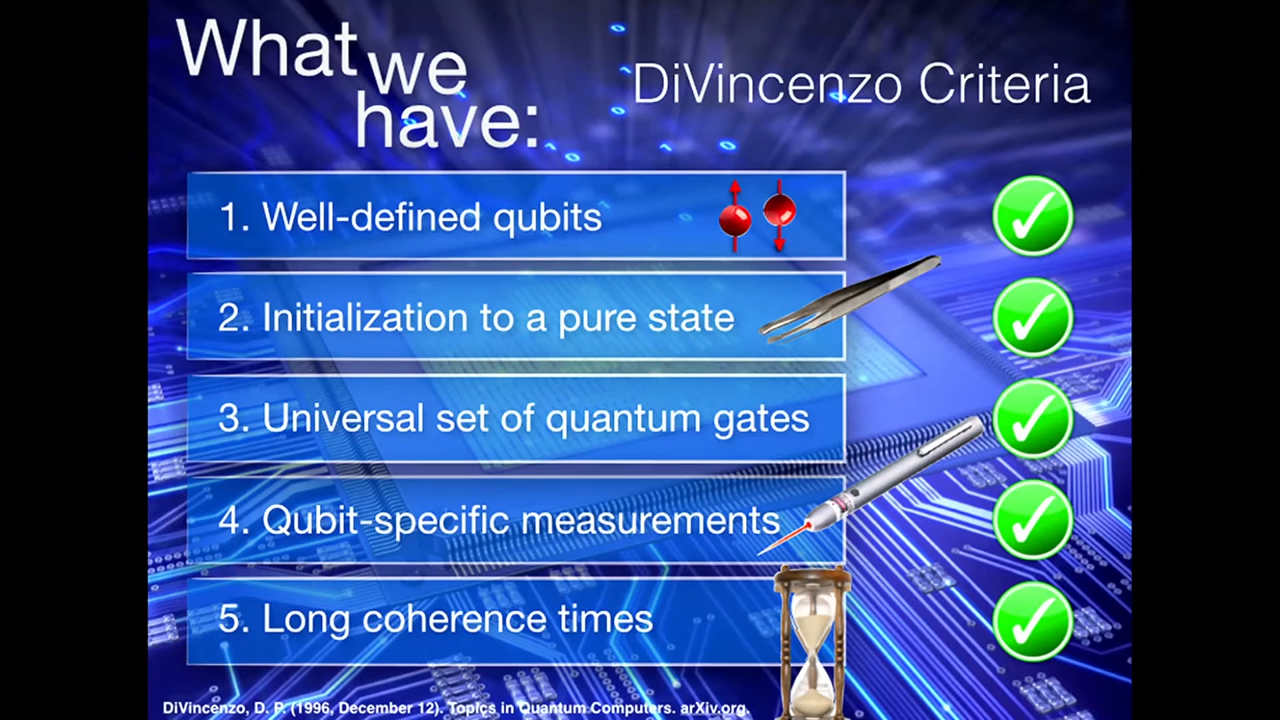 What we
have:
DiVincenzo Criteria
1. Well-defined qubits
2. Initialization to a pure state
3. Universal set of quantum gates
4. Qubit-specific measurements
5. Long coherence times
DiVincenzo, D. P. (1996, December 12). Topics in Quantum Computers. arXiv.org.